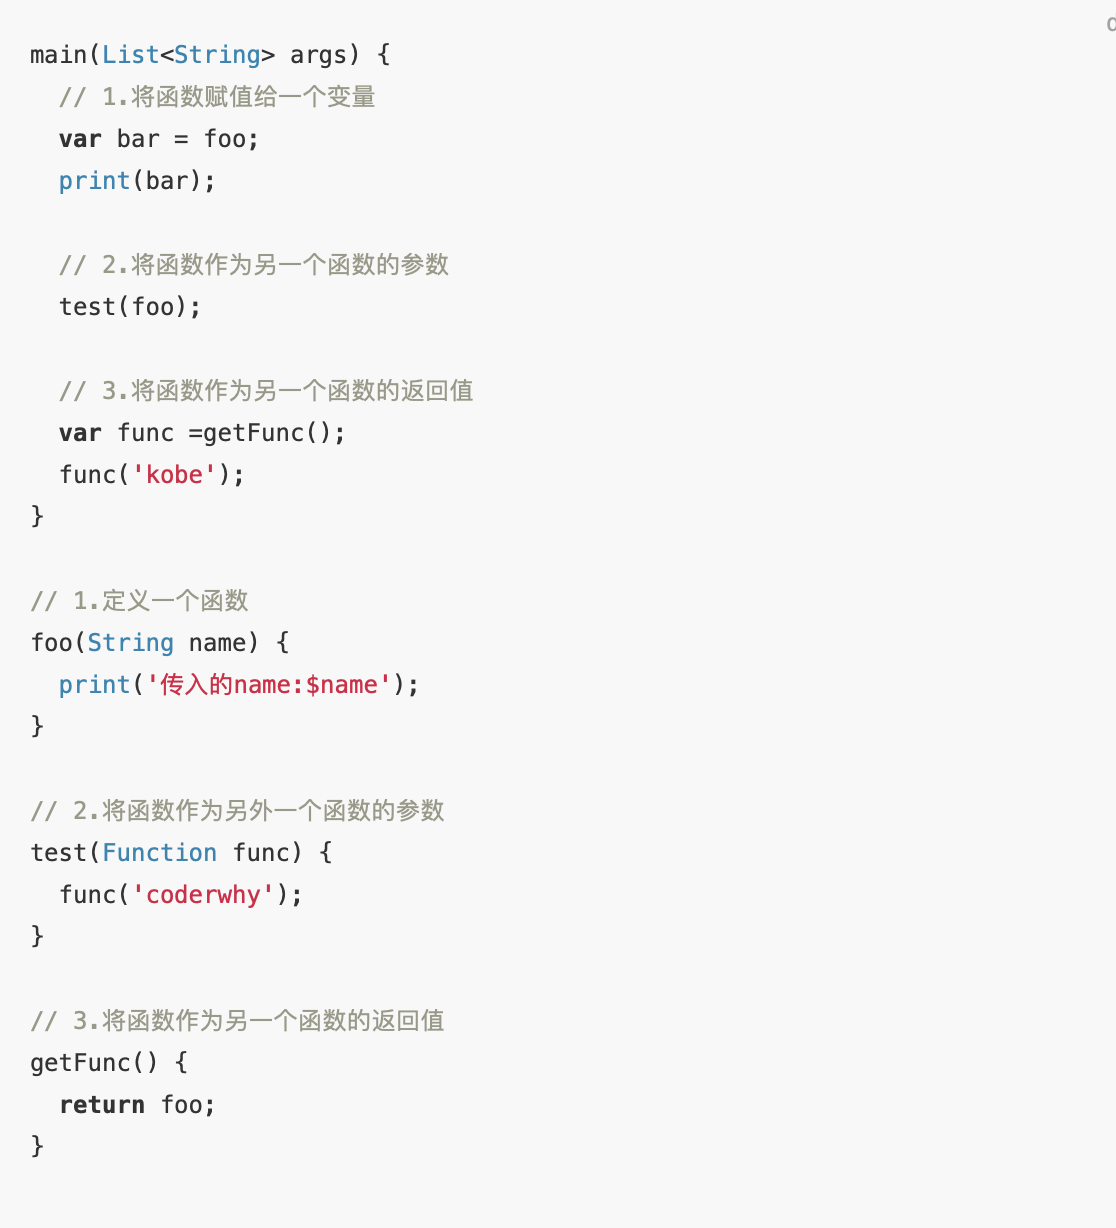 main(List<String> args) {
  // 1.将函数赋值给一个变量
  var bar = foo;
  print(bar);
  // 2.将函数作为另一个函数的参数
  test(foo);
  // 3.将函数作为另一个函数的返回值
  var func =getFunc();
  func('kobe');
}
// 1.定义一个函数
foo(String name) {
  print('传入的name:$name');
}
// 2.将函数作为另外一个函数的参数
test(Function func) {
  func('coderwhy');
}
// 3.将函数作为另一个函数的返回值
getFunc() {
  return foo;
}